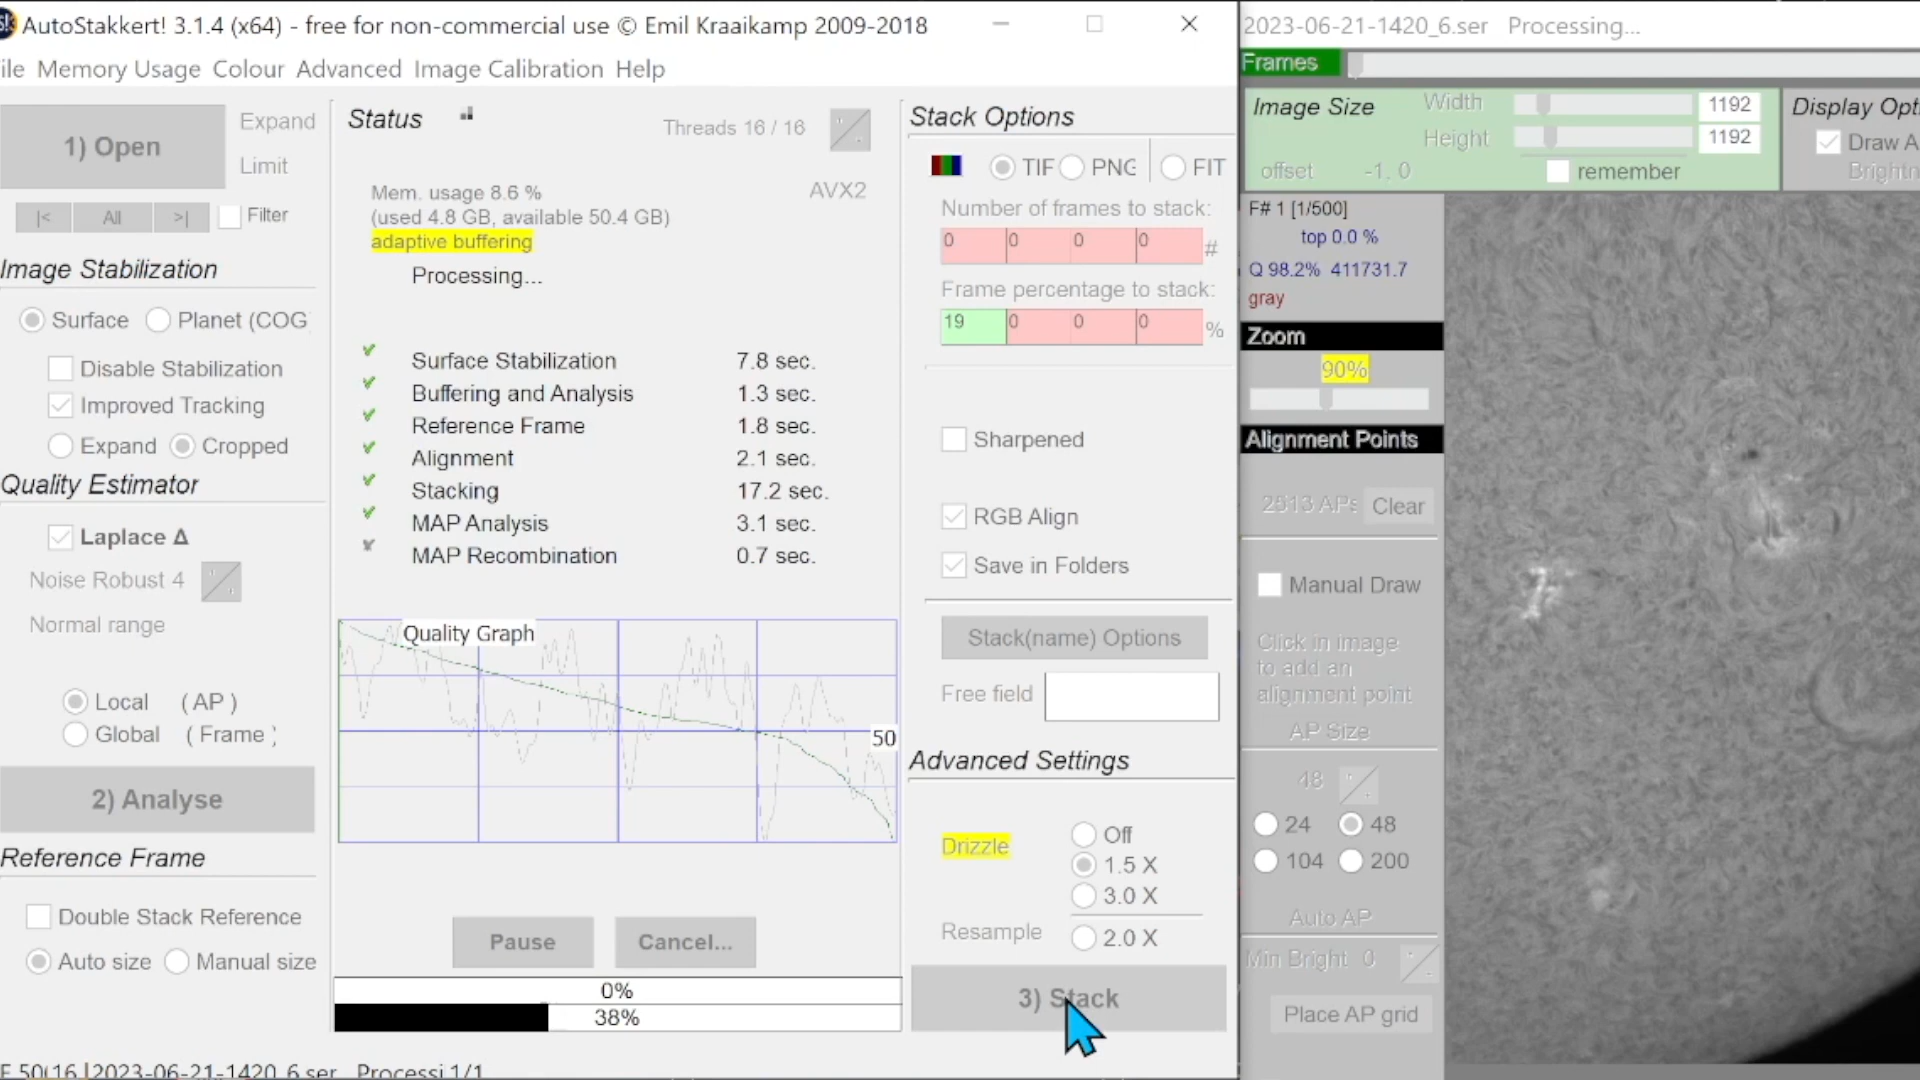 AutoStakkert! 3.1.4 (x64) - free for non-commercial use © Emil Kraaikamp 2009-2018
ile Memory Usage Colour Advanced Image Calibration Help
1) Open
Expand
Limit
|< All >| Filter
Image Stabilization
Surface Planet (COG
Disable Stabilization
Improved Tracking
Expand Cropped
Quality Estimator
Laplace Δ
Noise Robust 4
Normal range
Local (AP)
Global (Frame)
2) Analyse
Reference Frame
Double Stack Reference
Auto size Manual size
Status
Threads 16 / 16
Mem. usage 8.6 %
(used 4.8 GB, available 50.4 GB)
AVX2
adaptive buffering
Processing...
Surface Stabilization 7.8 sec.
Buffering and Analysis 1.3 sec.
Reference Frame 1.8 sec.
Alignment 2.1 sec.
Stacking 17.2 sec.
MAP Analysis 3.1 sec.
MAP Recombination 0.7 sec.
Quality Graph
50
Pause Cancel...
0%
38%
Stack Options
TIF PNG FIT
Number of frames to stack:
0 0 0 0 #
Frame percentage to stack:
19 0 0 0 %
Sharpened
RGB Align
Save in Folders
Stack(name) Options
Free field
Advanced Settings
Drizzle
Off
1.5 X
3.0 X
Resample 2.0 X
3) Stack
2023-06-21-1420_6.ser Processing...
Frames
Image Size
Width 1192
Height 1192
offset -1, 0
remember
Display Opti
Draw A
Brightn
F# 1 [1/500]
top 0.0 %
Q 98.2% 411731.7
gray
Zoom
90%
Alignment Points
2513 APs Clear
Manual Draw
Click in image
to add an
alignment point
AP Size
48
24 48
104 200
Auto AP
Min Bright 0
Place AP grid
2023-06-21-1420_6.ser Processi 1/1